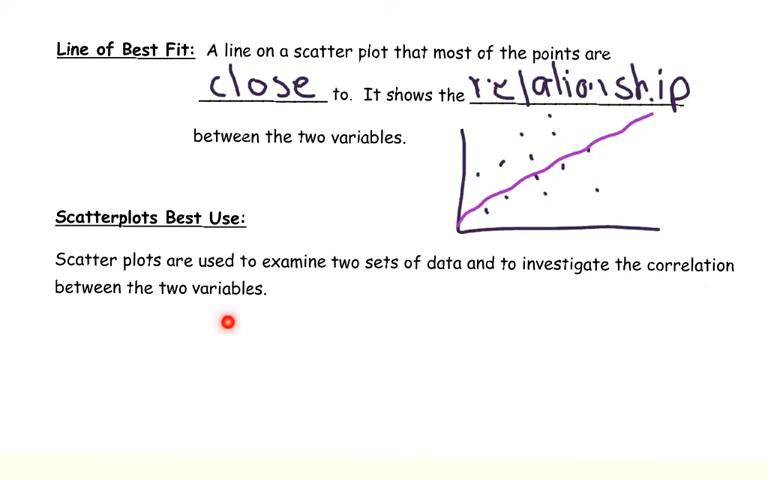 Line of Best Fit: A line on a scatter plot that most of the points are
close to. It shows the relationship
between the two variables.
Scatterplots Best Use:
Scatter plots are used to examine two sets of data and to investigate the correlation
between the two variables.